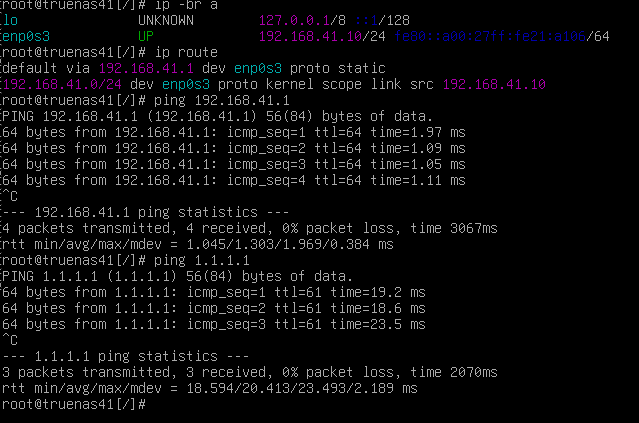 root@truenas41[/]# ip -br a
lo UNKNOWN 127.0.0.1/8 ::1/128
enp0s3 UP 192.168.41.10/24 fe80::a00:27ff:fe21:a106/64
root@truenas41[/]# ip route
default via 192.168.41.1 dev enp0s3 proto static
192.168.41.0/24 dev enp0s3 proto kernel scope link src 192.168.41.10
root@truenas41[/]# ping 192.168.41.1
PING 192.168.41.1 (192.168.41.1) 56(84) bytes of data.
64 bytes from 192.168.41.1: icmp_seq=1 ttl=64 time=1.97 ms
64 bytes from 192.168.41.1: icmp_seq=2 ttl=64 time=1.09 ms
64 bytes from 192.168.41.1: icmp_seq=3 ttl=64 time=1.05 ms
64 bytes from 192.168.41.1: icmp_seq=4 ttl=64 time=1.11 ms
^C
--- 192.168.41.1 ping statistics ---
4 packets transmitted, 4 received, 0% packet loss, time 3067ms
rtt min/avg/max/mdev = 1.045/1.303/1.969/0.384 ms
root@truenas41[/]# ping 1.1.1.1
PING 1.1.1.1 (1.1.1.1) 56(84) bytes of data.
64 bytes from 1.1.1.1: icmp_seq=1 ttl=61 time=19.2 ms
64 bytes from 1.1.1.1: icmp_seq=2 ttl=61 time=18.6 ms
64 bytes from 1.1.1.1: icmp_seq=3 ttl=61 time=23.5 ms
^C
--- 1.1.1.1 ping statistics ---
3 packets transmitted, 3 received, 0% packet loss, time 2070ms
rtt min/avg/max/mdev = 18.594/20.413/23.493/2.189 ms
root@truenas41[/]#